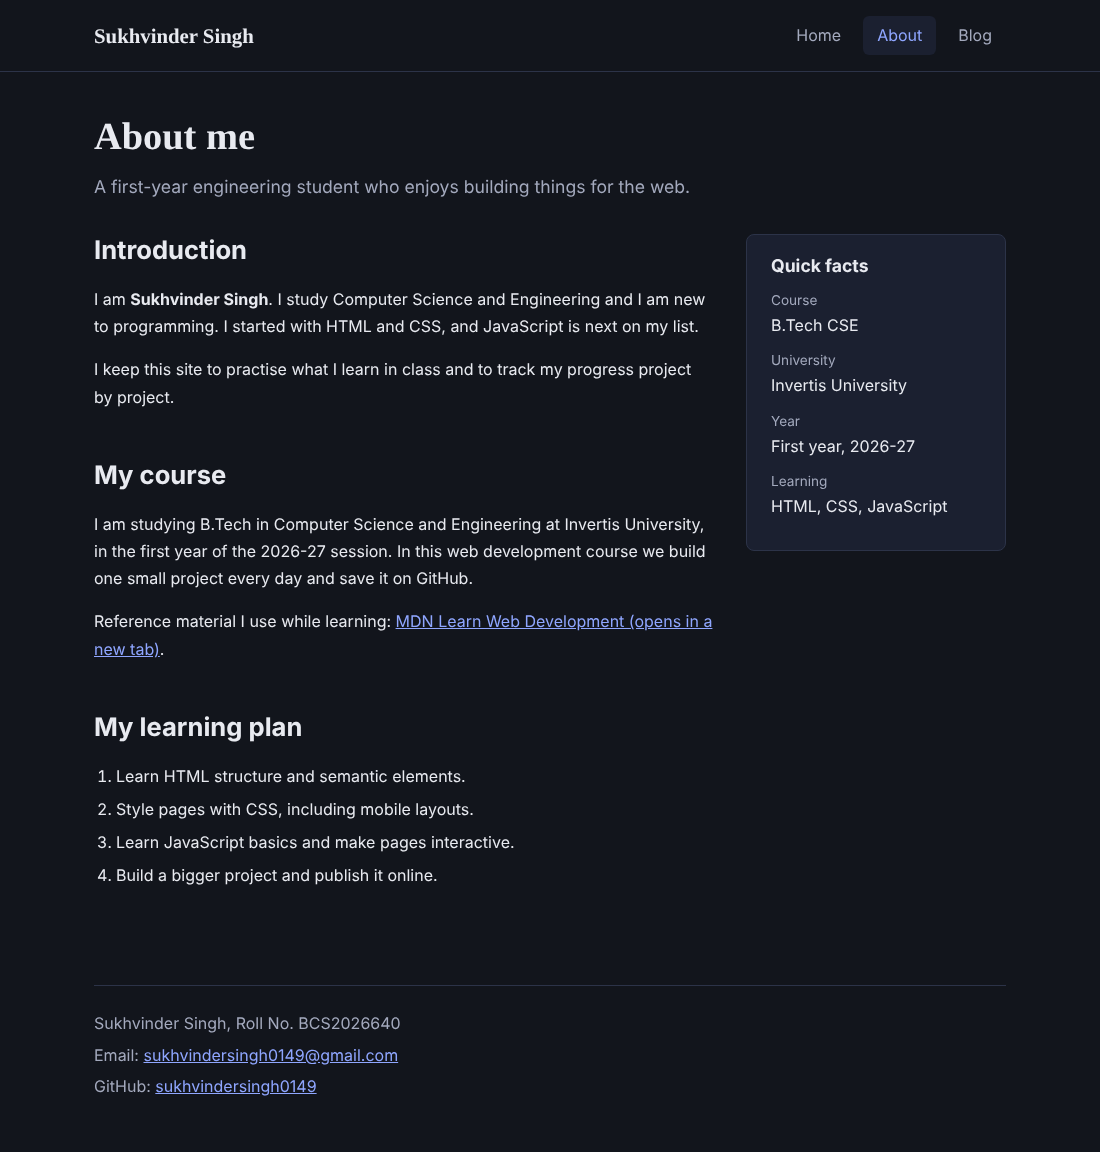 Sukhvinder Singh
Home
About
Blog
About me
A first-year engineering student who enjoys building things for the web.
Introduction
I am Sukhvinder Singh. I study Computer Science and Engineering and I am new
to programming. I started with HTML and CSS, and JavaScript is next on my list.
I keep this site to practise what I learn in class and to track my progress project
by project.
My course
I am studying B.Tech in Computer Science and Engineering at Invertis University,
in the first year of the 2026-27 session. In this web development course we build
one small project every day and save it on GitHub.
Reference material I use while learning: MDN Learn Web Development (opens in a
new tab).
My learning plan
1. Learn HTML structure and semantic elements.
2. Style pages with CSS, including mobile layouts.
3. Learn JavaScript basics and make pages interactive.
4. Build a bigger project and publish it online.
Quick facts
Course
B.Tech CSE
University
Invertis University
Year
First year, 2026-27
Learning
HTML, CSS, JavaScript
Sukhvinder Singh, Roll No. BCS2026640
Email: sukhvindersingh0149@gmail.com
GitHub: sukhvindersingh0149